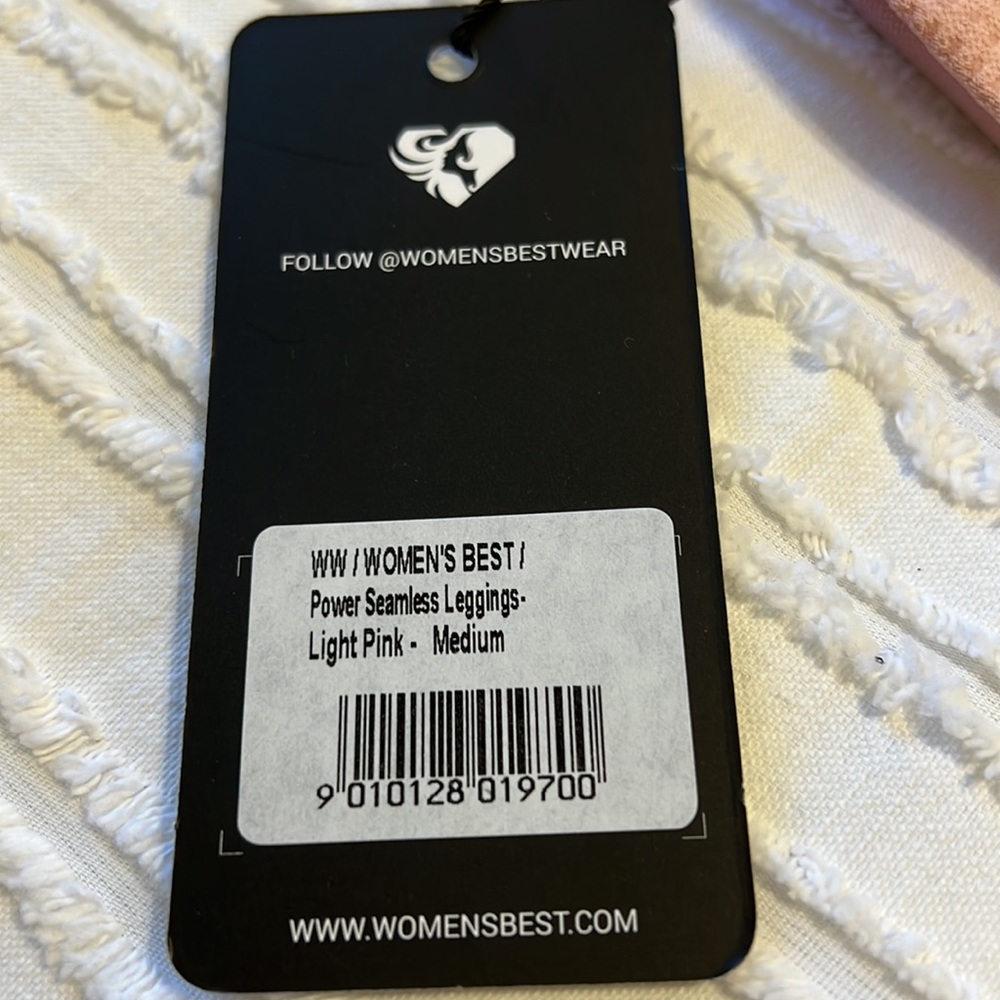 FOLLOW @WOMENSBESTWEAR
WW / WOMEN'S BEST /
Power Seamless Leggings-
Light Pink - Medium
9 010128 019700
WWW.WOMENSBEST.COM